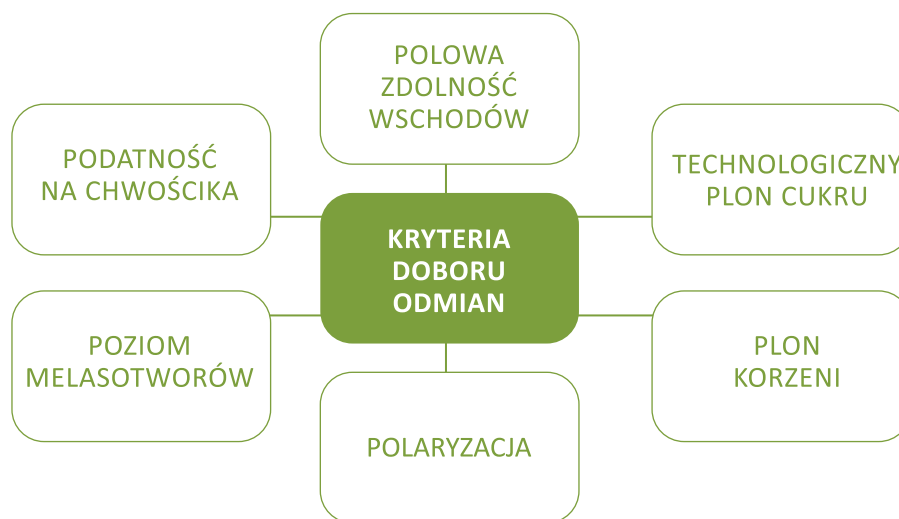 POLOWA
ZDOLNOŚĆ
WSCHODÓW
PODATNOŚĆ
NA CHWOŚCIKA
TECHNOLOGICZNY
PLON CUKRU
KRYTERIA
DOBORU
ODMIAN
POZIOM
MELASOTWORÓW
PLON
KORZENI
POLARYZACJA